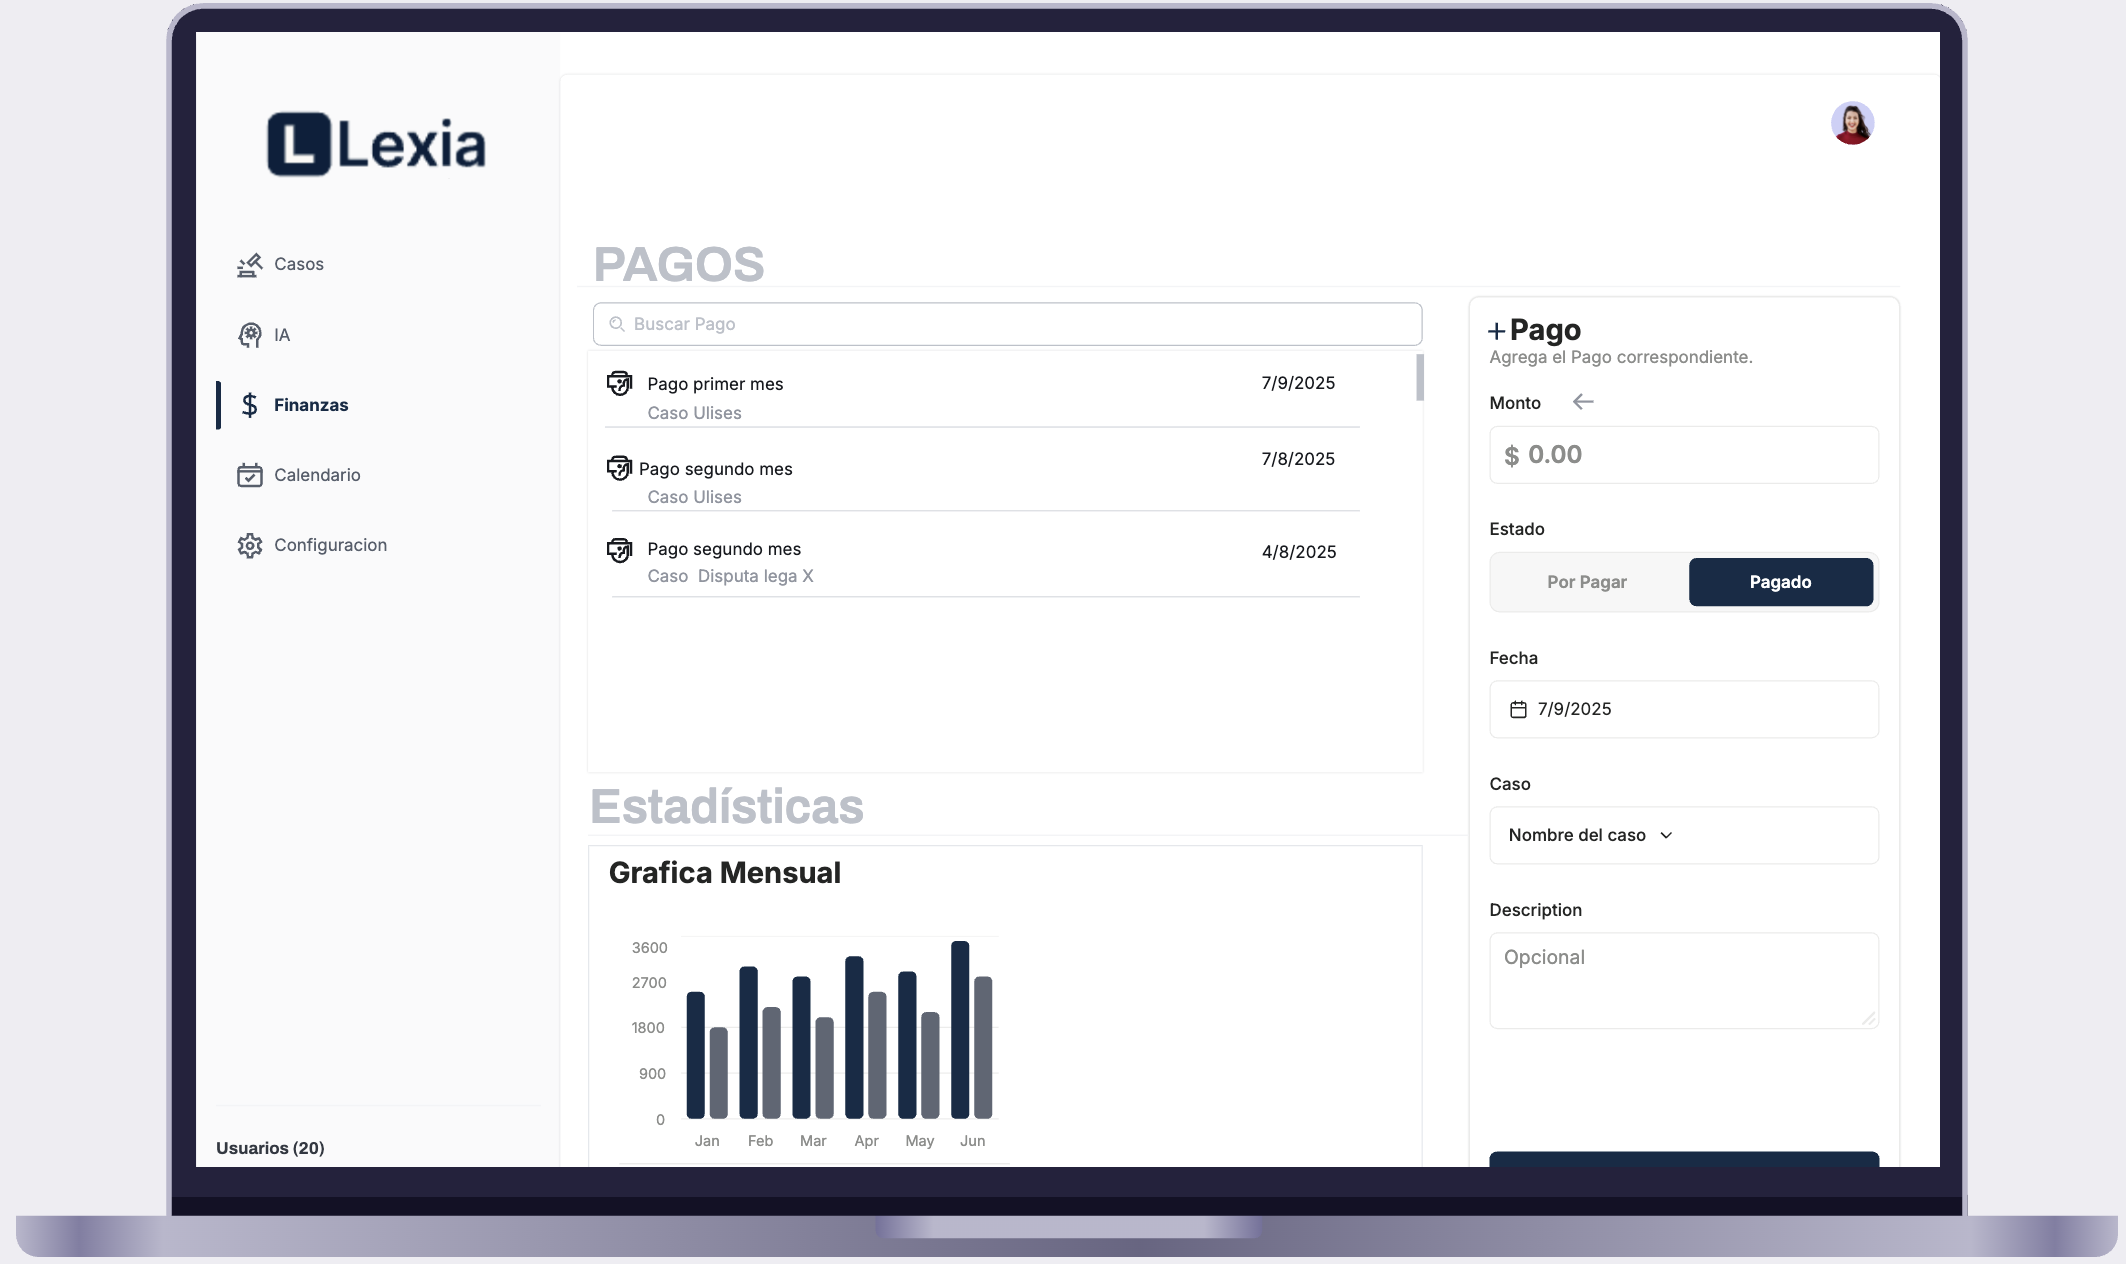 L Lexia
Casos
IA
Finanzas
Calendario
Configuracion
Usuarios (20)
PAGOS
Buscar Pago
Pago primer mes 7/9/2025
Caso Ulises
Pago segundo mes 7/8/2025
Caso Ulises
Pago segundo mes 4/8/2025
Caso Disputa lega X
Estadísticas
Grafica Mensual
3600
2700
1800
900
0
Jan Feb Mar Apr May Jun
+Pago
Agrega el Pago correspondiente.
Monto
$ 0.00
Estado
Por Pagar Pagado
Fecha
7/9/2025
Caso
Nombre del caso
Description
Opcional